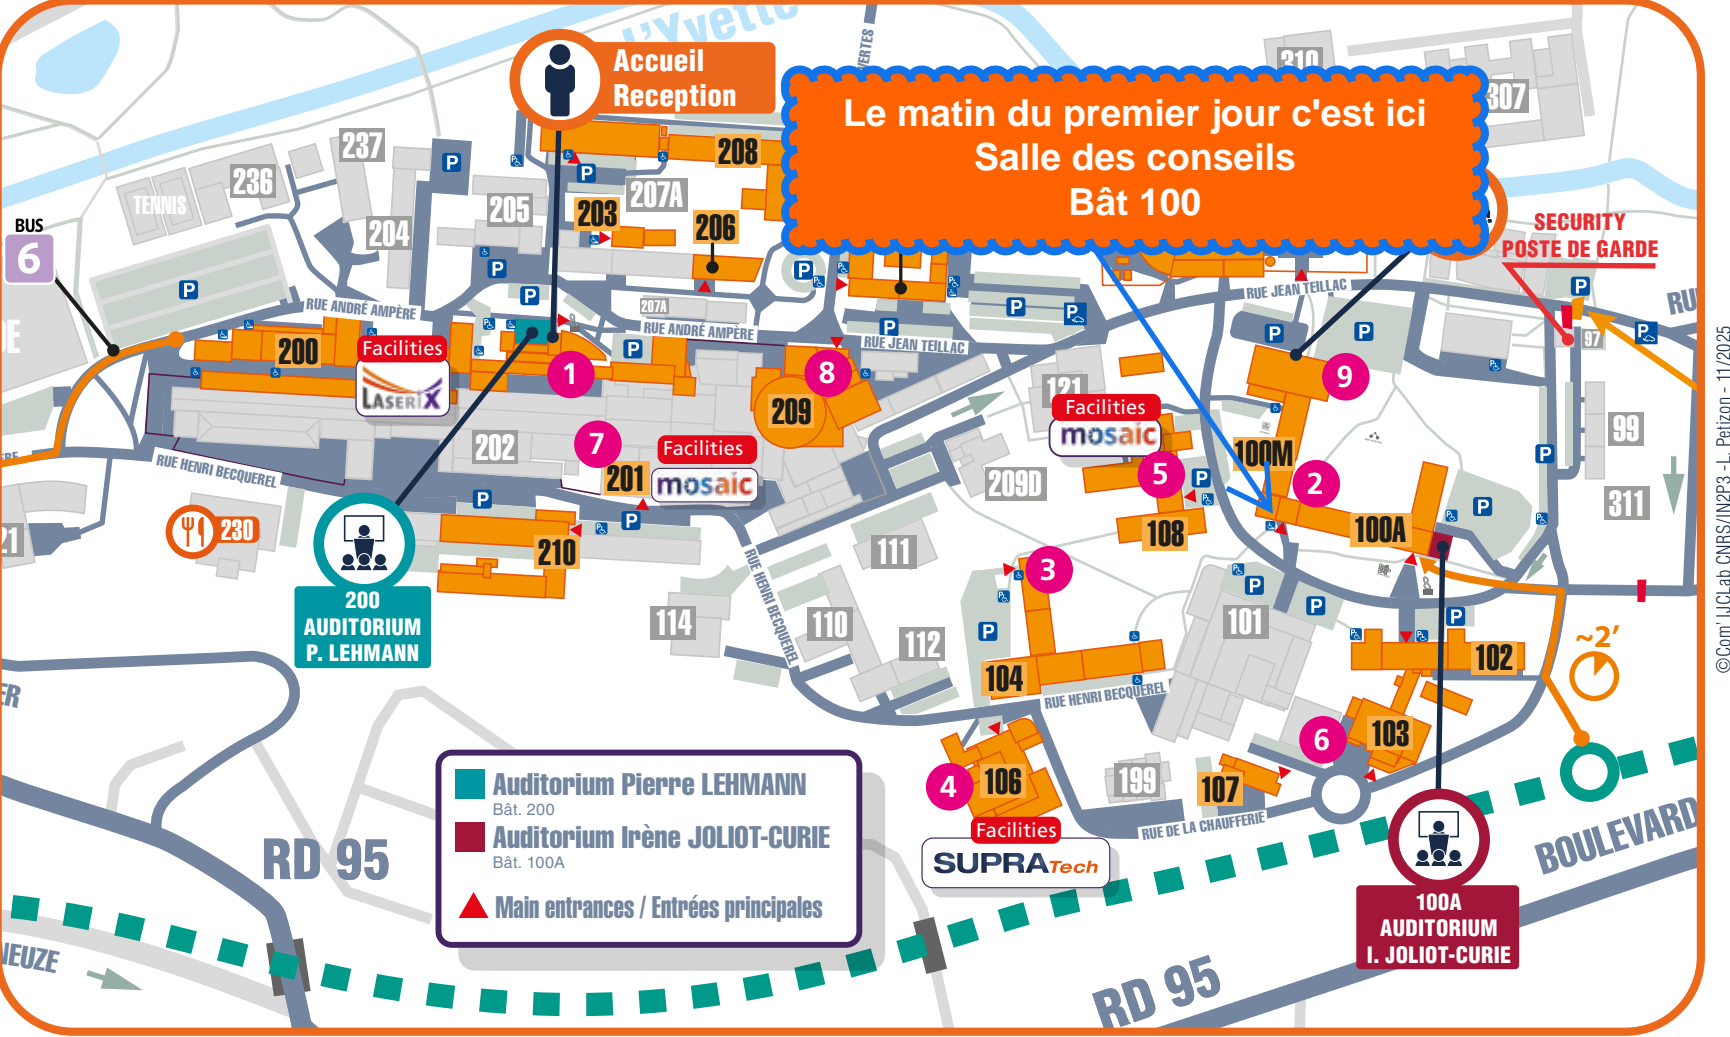 L'Yvette
VERTES
Accueil
Reception
Le matin du premier jour c'est ici
Salle des conseils
Bât 100
310
307
237
236
TENNIS
204
205
208
207A
203
206
BUS
6
SECURITY
POSTE DE GARDE
RUE ANDRÉ AMPÈRE
207A
RUE ANDRÉ AMPÈRE
RUE JEAN TEILLAC
RUE JEAN TEILLAC
RU
97
200
Facilities
LASERIX
1
8
209
9
121
Facilities
mosaic
99
202
7
201
Facilities
mosaic
209D
5
100M
2
311
RUE HENRI BECQUEREL
230
21
210
111
108
100A
3
RUE HENRI BECQUEREL
114
110
112
101
200
AUDITORIUM
P. LEHMANN
104
RUE HENRI BECQUEREL
102
~2'
103
6
4
106
199
107
RUE DE LA CHAUFFERIE
Facilities
SUPRATech
Auditorium Pierre LEHMANN
Bât. 200
Auditorium Irène JOLIOT-CURIE
Bât. 100A
Main entrances / Entrées principales
RD 95
NEUZE
BOULEVARD
100A
AUDITORIUM
I. JOLIOT-CURIE
RD 95
©Com' IJCLab CNRS/IN2P3 -L. Petizon - 11/2025